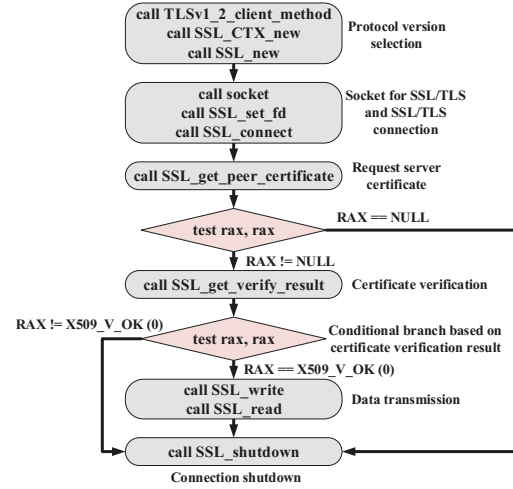 call TLSv1_2_client_method
call SSL_CTX_new
call SSL_new
Protocol version
selection
call socket
call SSL_set_fd
call SSL_connect
Socket for SSL/TLS
and SSL/TLS
connection
call SSL_get_peer_certificate
Request server
certificate
test rax, rax
RAX == NULL
RAX != NULL
call SSL_get_verify_result
Certificate verification
RAX != X509_V_OK (0)
test rax, rax
Conditional branch based on
certificate verification result
RAX == X509_V_OK (0)
call SSL_write
call SSL_read
Data transmission
call SSL_shutdown
Connection shutdown